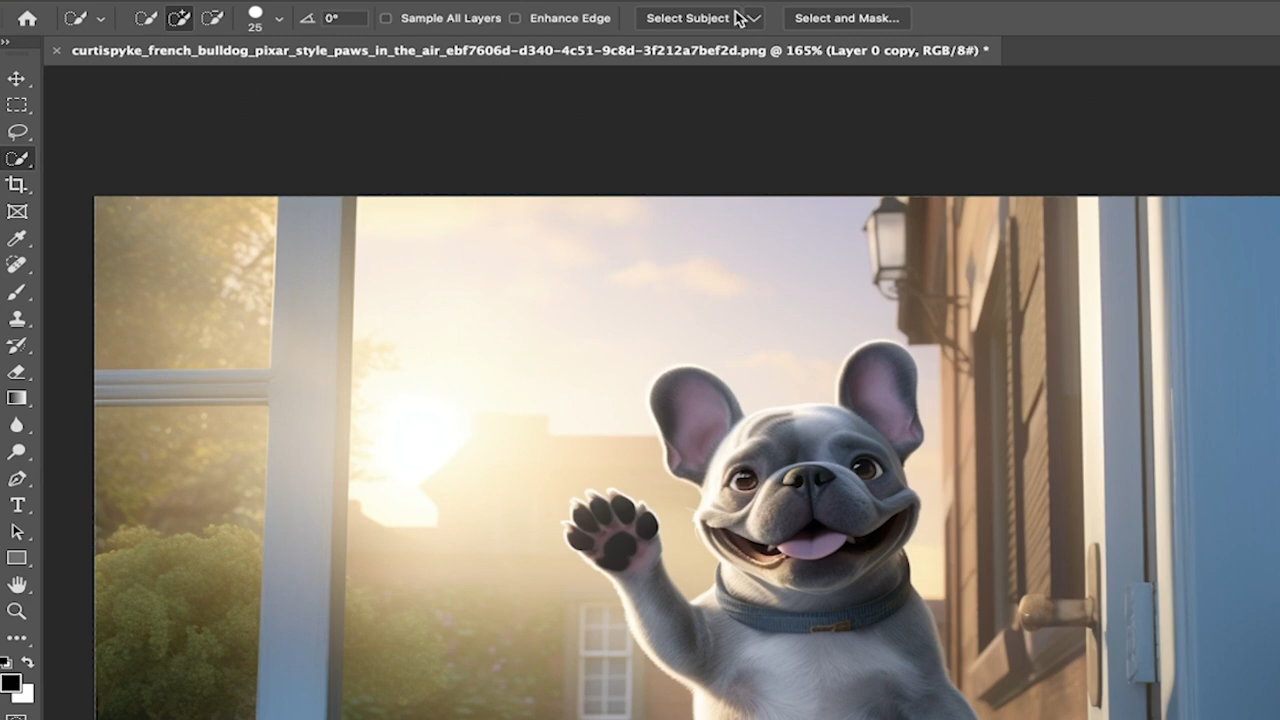 0° Sample All Layers Enhance Edge Select Subject Select and Mask...
25
curtispyke_french_bulldog_pixar_style_paws_in_the_air_ebf7606d-d340-4c51-9c8d-3f212a7bef2d.png @ 165% (Layer 0 copy, RGB/8#) *